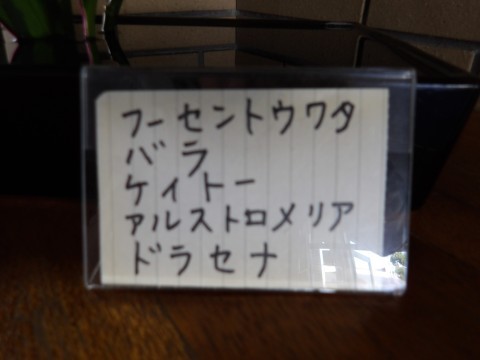 フーセントウワタ
バラ
ケイトー
アルストロメリア
ドラセナ